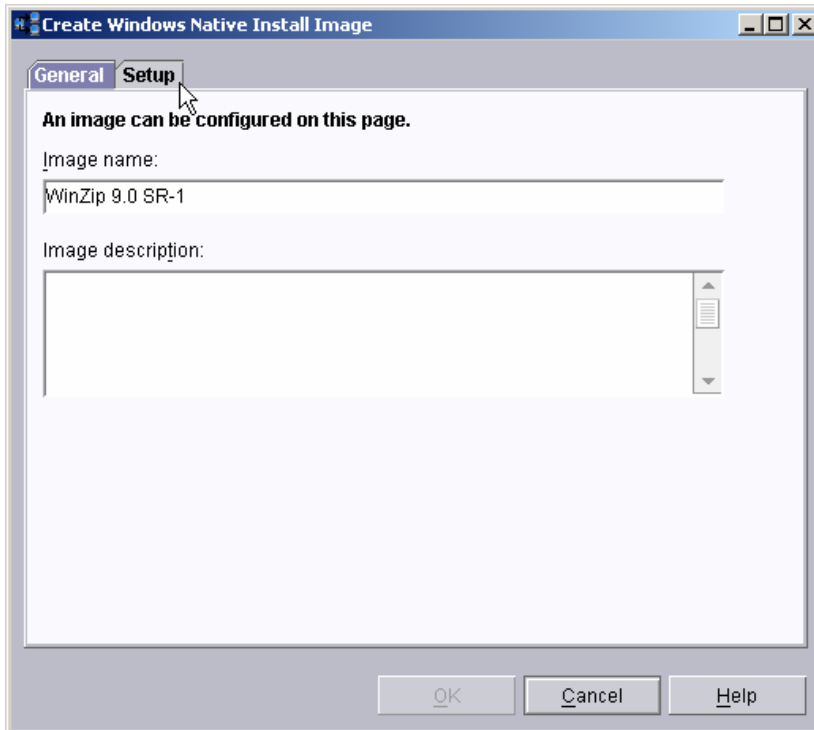 Create Windows Native Install Image
General Setup
An image can be configured on this page.
Image name:
WinZip 9.0 SR-1
Image description:
OK Cancel Help